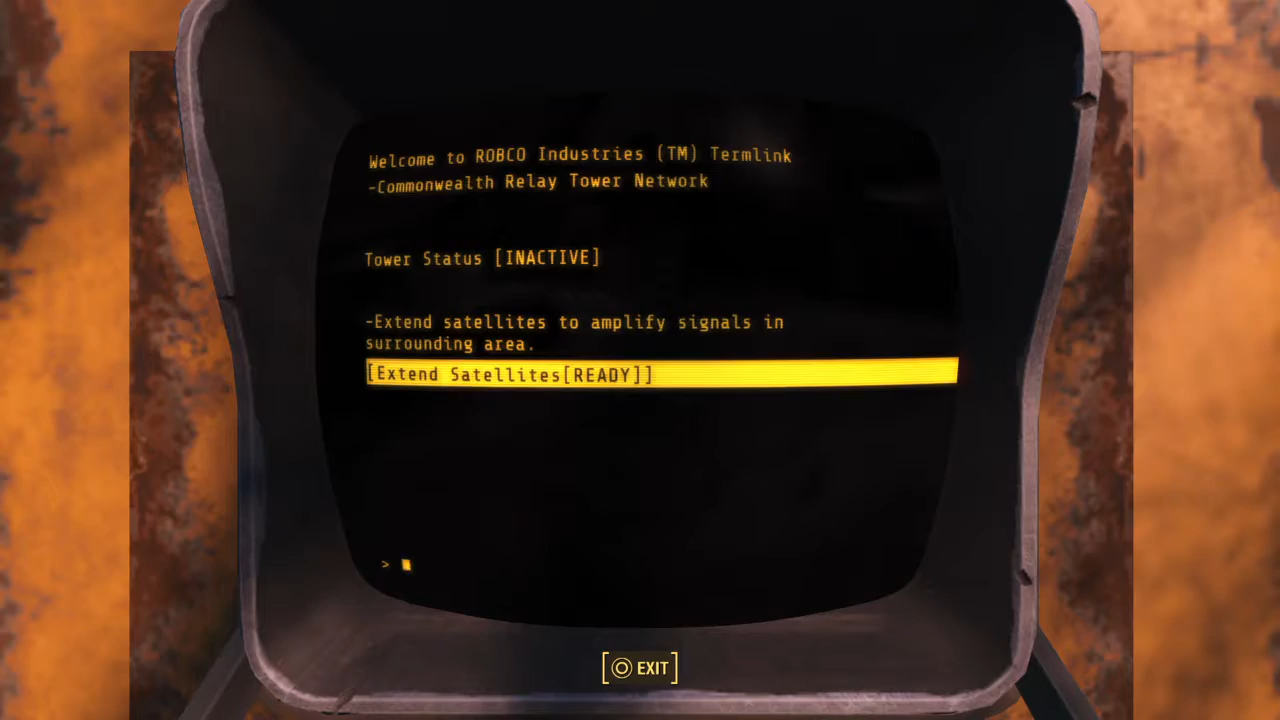 Welcome to ROBCO Industries (TM) Termlink
-Commonwealth Relay Tower Network
Tower Status [INACTIVE]
-Extend satellites to amplify signals in
surrounding area.
[Extend Satellites[READY]]
>
[EXIT]